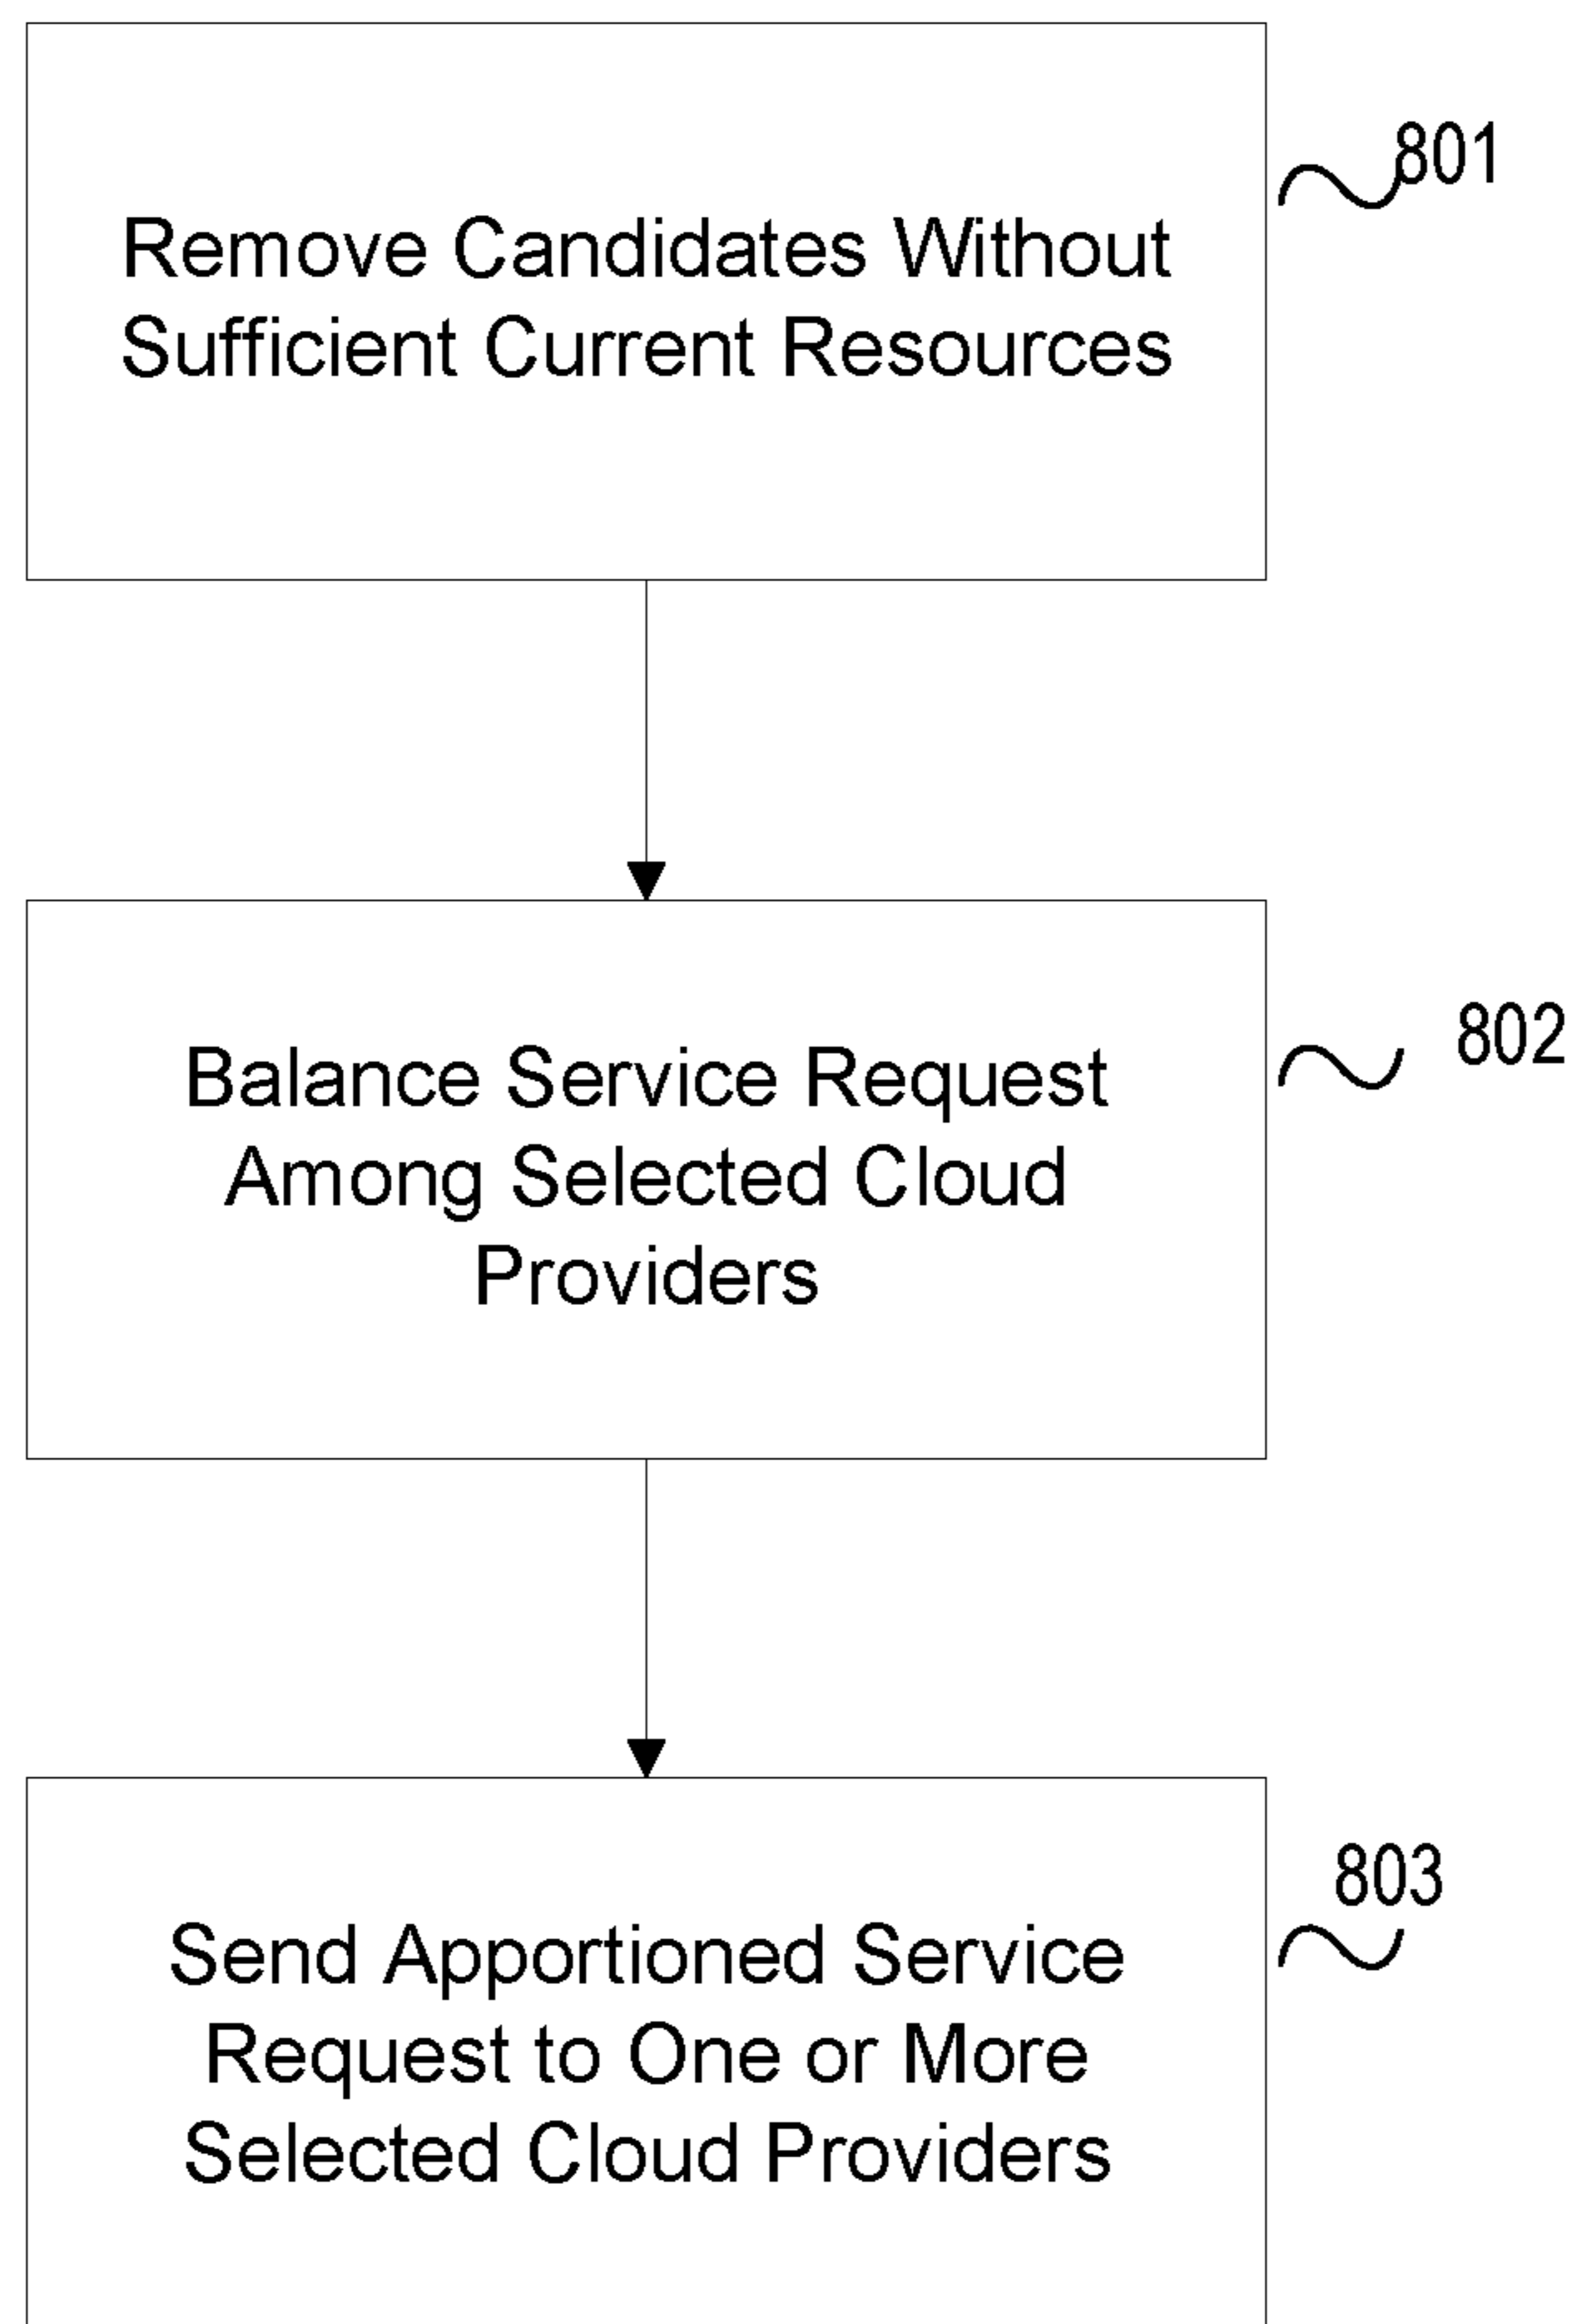 801
Remove Candidates Without
Sufficient Current Resources
802
Balance Service Request
Among Selected Cloud
Providers
803
Send Apportioned Service
Request to One or More
Selected Cloud Providers